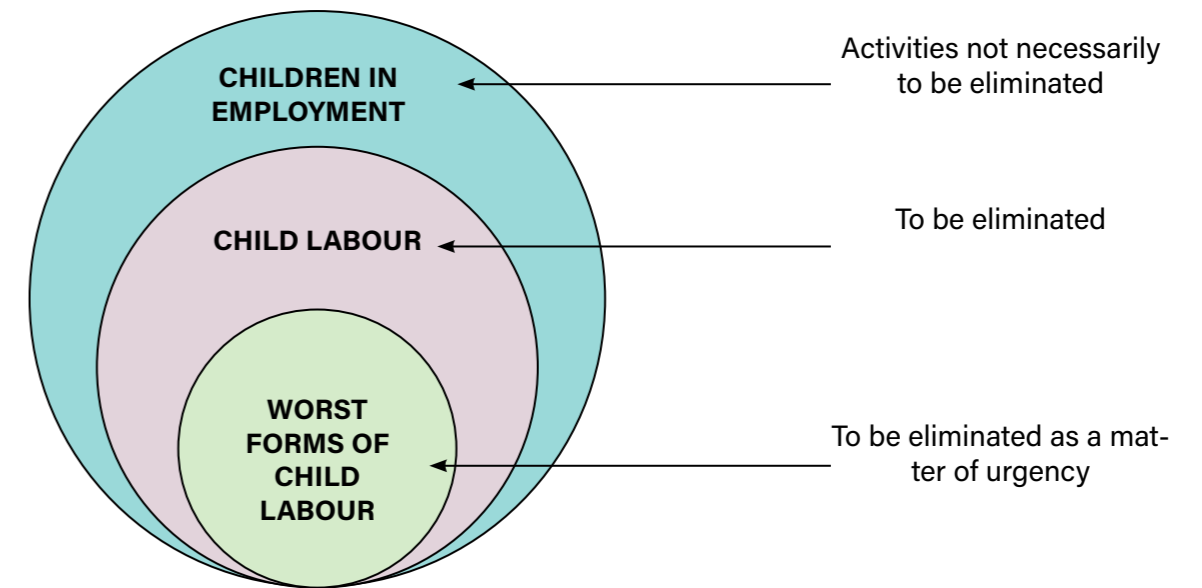 CHILDREN IN
EMPLOYMENT
Activities not necessarily
to be eliminated
CHILD LABOUR
To be eliminated
WORST
FORMS OF
CHILD
LABOUR
To be eliminated as a mat-
ter of urgency